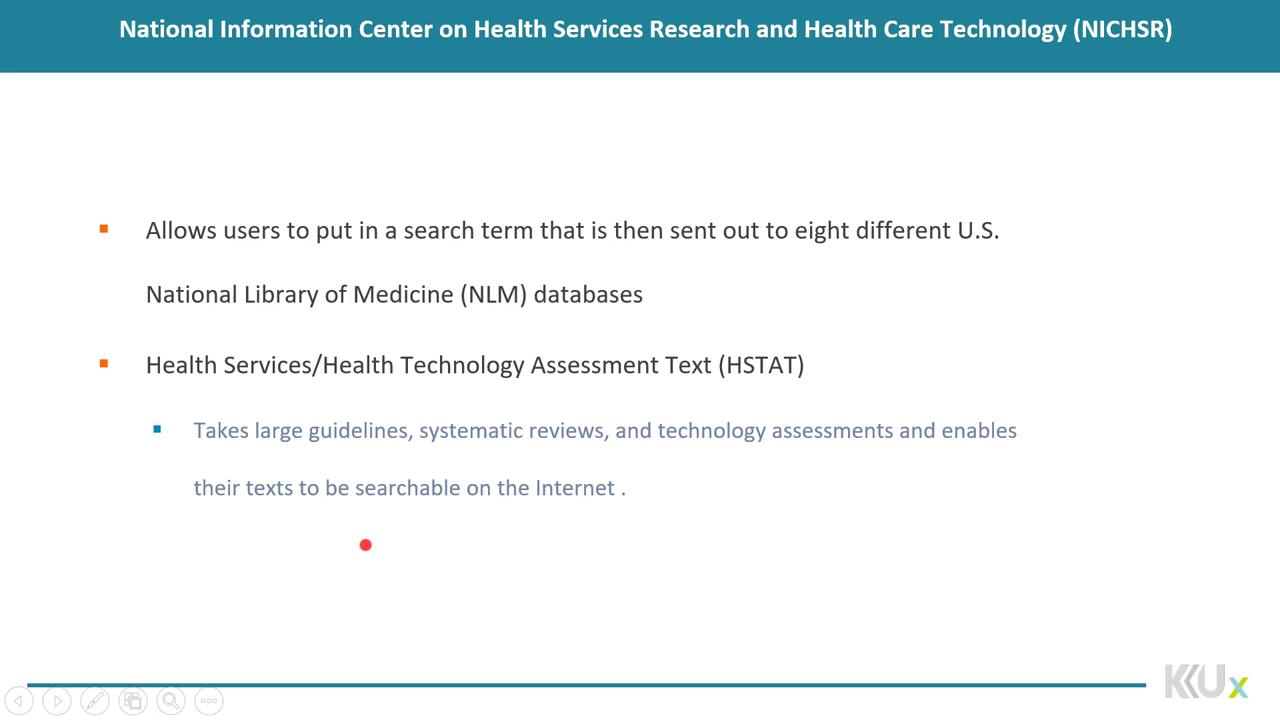 National Information Center on Health Services Research and Health Care Technology (NICHSR)
Allows users to put in a search term that is then sent out to eight different U.S.
National Library of Medicine (NLM) databases
Health Services/Health Technology Assessment Text (HSTAT)
Takes large guidelines, systematic reviews, and technology assessments and enables
their texts to be searchable on the Internet .
KKUx